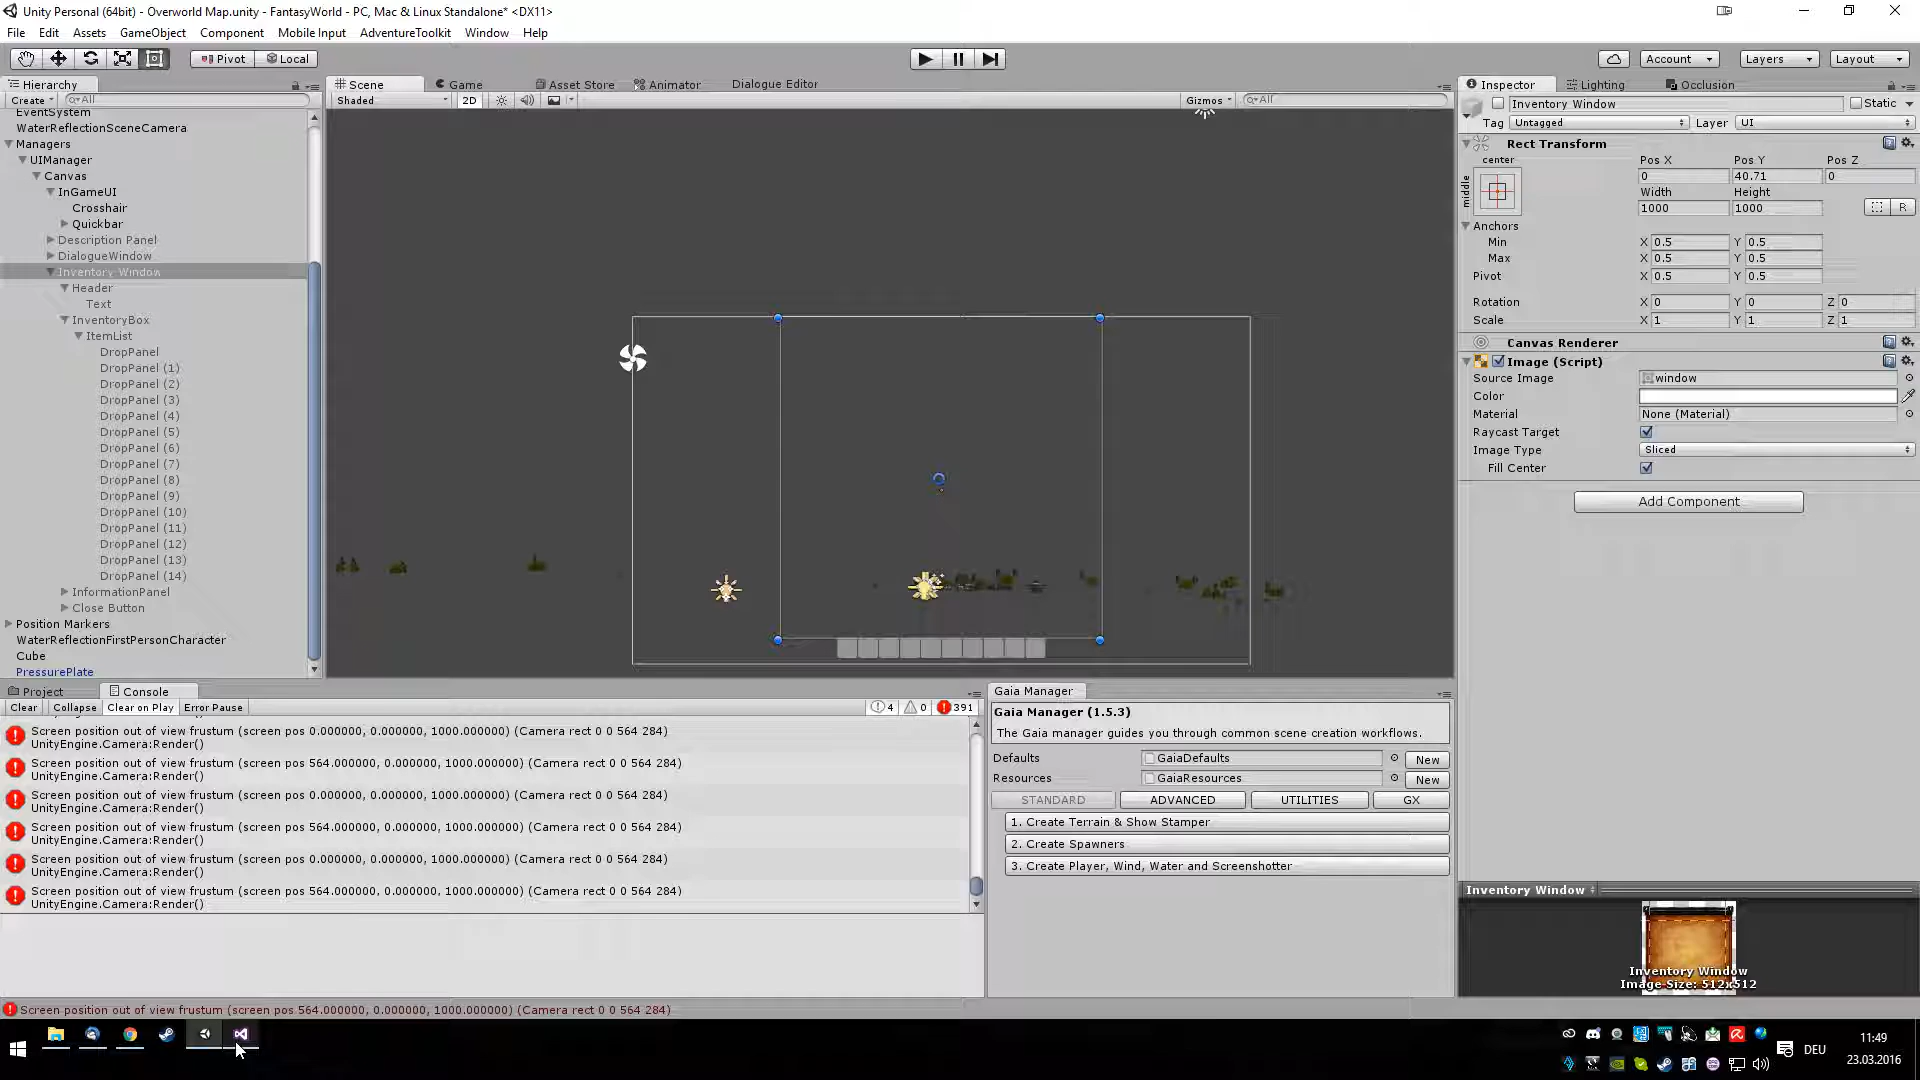 Unity Personal (64bit) - Overworld Map.unity - FantasyWorld - PC, Mac & Linux Standalone* <DX11>
File Edit Assets GameObject Component Mobile Input AdventureToolkit Window Help
Pivot Local Account Layers Layout
Hierarchy
Create All
EventSystem
WaterReflectionSceneCamera
Managers
UIManager
Canvas
InGameUI
Crosshair
Quickbar
Description Panel
DialogueWindow
Inventory Window
Header
Text
InventoryBox
ItemList
DropPanel
DropPanel (1)
DropPanel (2)
DropPanel (3)
DropPanel (4)
DropPanel (5)
DropPanel (6)
DropPanel (7)
DropPanel (8)
DropPanel (9)
DropPanel (10)
DropPanel (11)
DropPanel (12)
DropPanel (13)
DropPanel (14)
InformationPanel
Close Button
Position Markers
WaterReflectionFirstPersonCharacter
Cube
PressurePlate
Scene Game Asset Store Animator Dialogue Editor
Shaded 2D Gizmos All
Inspector Lighting Occlusion
Inventory Window Static
Tag Untagged Layer UI
Rect Transform
center Pos X Pos Y Pos Z
middle
0 40.71 0
Width Height
1000 1000 R
Anchors
Min X 0.5 Y 0.5
Max X 0.5 Y 0.5
Pivot X 0.5 Y 0.5
Rotation X 0 Y 0 Z 0
Scale X 1 Y 1 Z 1
Canvas Renderer
Image (Script)
Source Image window
Color
Material None (Material)
Raycast Target
Image Type Sliced
Fill Center
Add Component
Project Console
Clear Collapse Clear on Play Error Pause 4 0 391
Screen position out of view frustum (screen pos 0.000000, 0.000000, 1000.000000) (Camera rect 0 0 564 284)
UnityEngine.Camera:Render()
Screen position out of view frustum (screen pos 564.000000, 0.000000, 1000.000000) (Camera rect 0 0 564 284)
UnityEngine.Camera:Render()
Screen position out of view frustum (screen pos 0.000000, 0.000000, 1000.000000) (Camera rect 0 0 564 284)
UnityEngine.Camera:Render()
Screen position out of view frustum (screen pos 564.000000, 0.000000, 1000.000000) (Camera rect 0 0 564 284)
UnityEngine.Camera:Render()
Screen position out of view frustum (screen pos 0.000000, 0.000000, 1000.000000) (Camera rect 0 0 564 284)
UnityEngine.Camera:Render()
Screen position out of view frustum (screen pos 564.000000, 0.000000, 1000.000000) (Camera rect 0 0 564 284)
UnityEngine.Camera:Render()
Gaia Manager
Gaia Manager (1.5.3)
The Gaia manager guides you through common scene creation workflows.
Defaults GaiaDefaults New
Resources GaiaResources New
STANDARD ADVANCED UTILITIES GX
1. Create Terrain & Show Stamper
2. Create Spawners
3. Create Player, Wind, Water and Screenshotter
Inventory Window
Inventory Window
Image Size: 512x512
Screen position out of view frustum (screen pos 564.000000, 0.000000, 1000.000000) (Camera rect 0 0 564 284)
DEU
11:49
23.03.2016